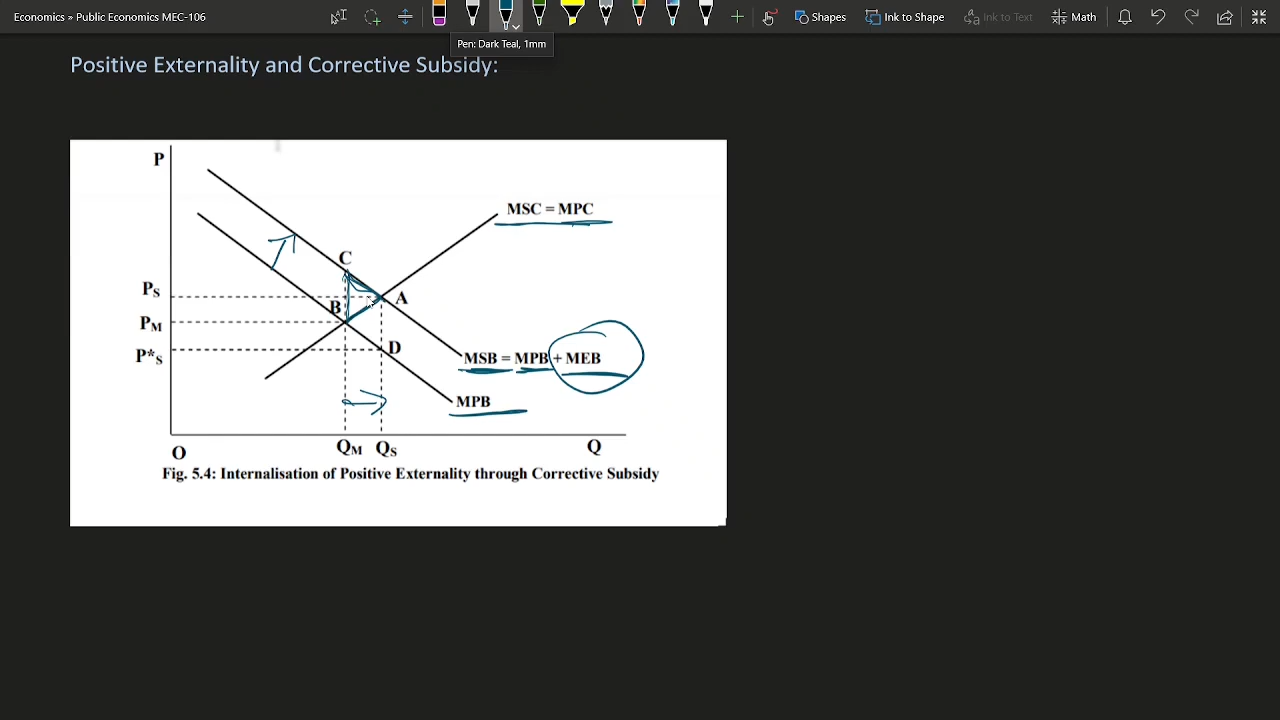 Economics » Public Economics MEC-106
Shapes
Ink to Shape
Ink to Text
Math
Pen: Dark Teal, 1mm
Positive Externality and Corrective Subsidy:
P
MSC = MPC
C
PS
A
B
PM
D
P*S
MSB = MPB + MEB
MPB
O
QM QS
Q
Fig. 5.4: Internalisation of Positive Externality through Corrective Subsidy